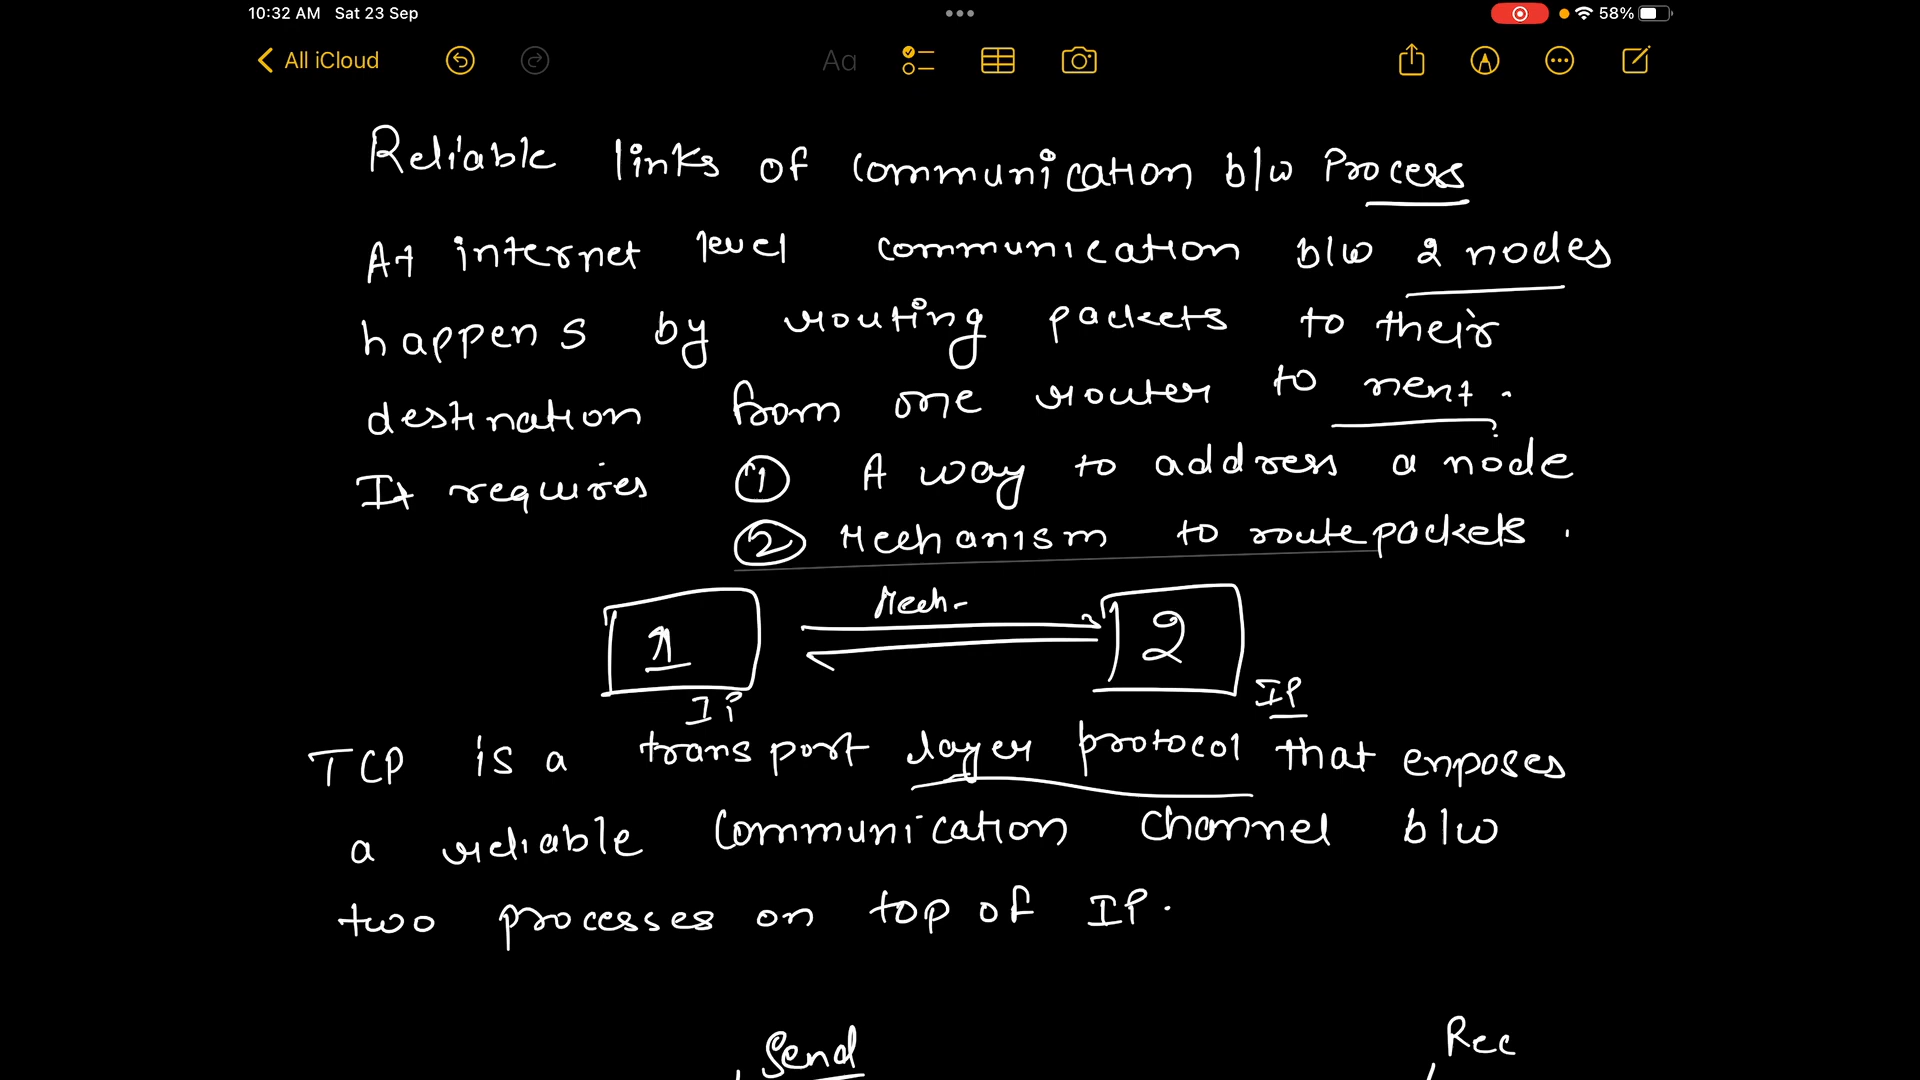 10:32 AM Sat 23 Sep
58%
All iCloud
Aa
Reliable links of communication b/w Process
At internet level communication b/w 2 nodes
happens by routing packets to their
destination from one router to next.
It requires ① A way to address a node
② Mechanism to route packets.
Mech-
1 2
IP IP
TCP is a transport layer protocol that exposes
a reliable communication channel b/w
two processes on top of IP.
Send Rec